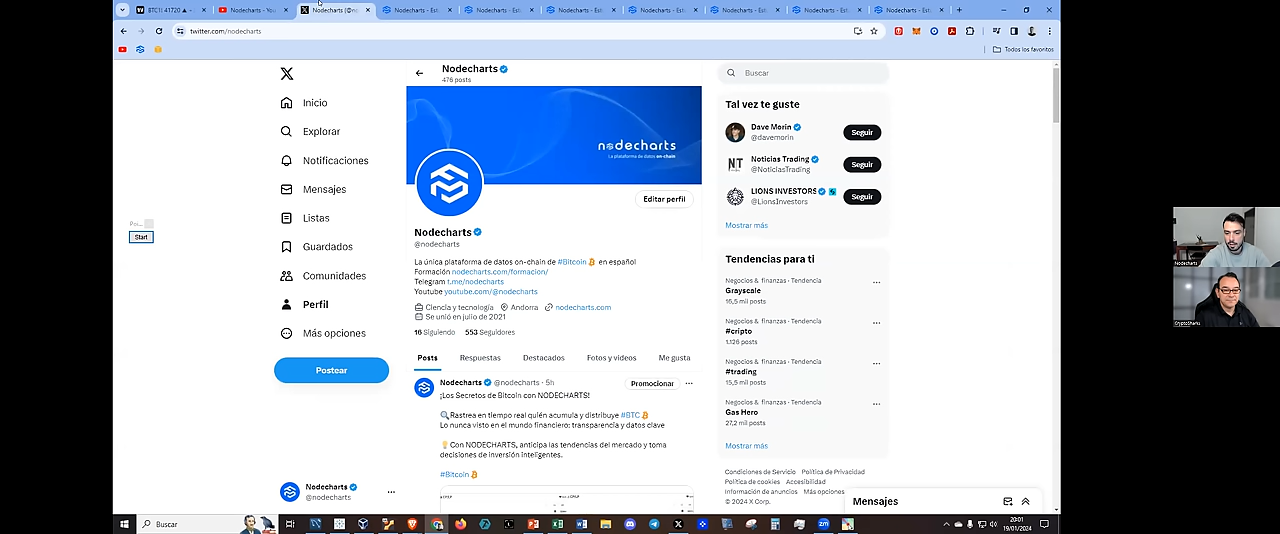 BTC1! 41720 ▲
Nodecharts - You
Nodecharts (@no
Nodecharts - Est
Nodecharts - Est
Nodecharts - Est
Nodecharts - Est
Nodecharts - Est
Nodecharts - Est
Nodecharts - Est
twitter.com/nodecharts
Todos los favoritos
Nodecharts
476 posts
Buscar
Inicio
Explorar
Notificaciones
Mensajes
Listas
Guardados
Comunidades
Perfil
Más opciones
Postear
Start
nodecharts
La plataforma de datos on-chain
Editar perfil
Nodecharts
@nodecharts
La única plataforma de datos on-chain de #Bitcoin en español
Formación nodecharts.com/formacion/
Telegram t.me/nodecharts
Youtube youtube.com/@nodecharts
Ciencia y tecnología Andorra nodecharts.com
Se unió en julio de 2021
16 Siguiendo 553 Seguidores
Posts Respuestas Destacados Fotos y videos Me gusta
Nodecharts @nodecharts · 5h Promocionar
¡Los Secretos de Bitcoin con NODECHARTS!
Rastrea en tiempo real quién acumula y distribuye #BTC
Lo nunca visto en el mundo financiero: transparencia y datos clave
Con NODECHARTS, anticipa las tendencias del mercado y toma
decisiones de inversión inteligentes.
#Bitcoin
Tal vez te guste
Dave Morin
@davemorin
Seguir
Noticias Trading
@NoticiasTrading
Seguir
LIONS INVESTORS
@LionsInvestors
Seguir
Mostrar más
Tendencias para ti
Negocios & finanzas · Tendencia
Grayscale
16,5 mil posts
Negocios & finanzas · Tendencia
#cripto
1.126 posts
Negocios & finanzas · Tendencia
#trading
15,5 mil posts
Negocios & finanzas · Tendencia
Gas Hero
27,2 mil posts
Mostrar más
Condiciones de Servicio Política de Privacidad
Política de cookies Accesibilidad
Información de anuncios Más opciones
© 2024 X Corp.
Mensajes
Nodecharts
@nodecharts
Buscar
20:01
19/01/2024
Nodecharts
CryptoSharks